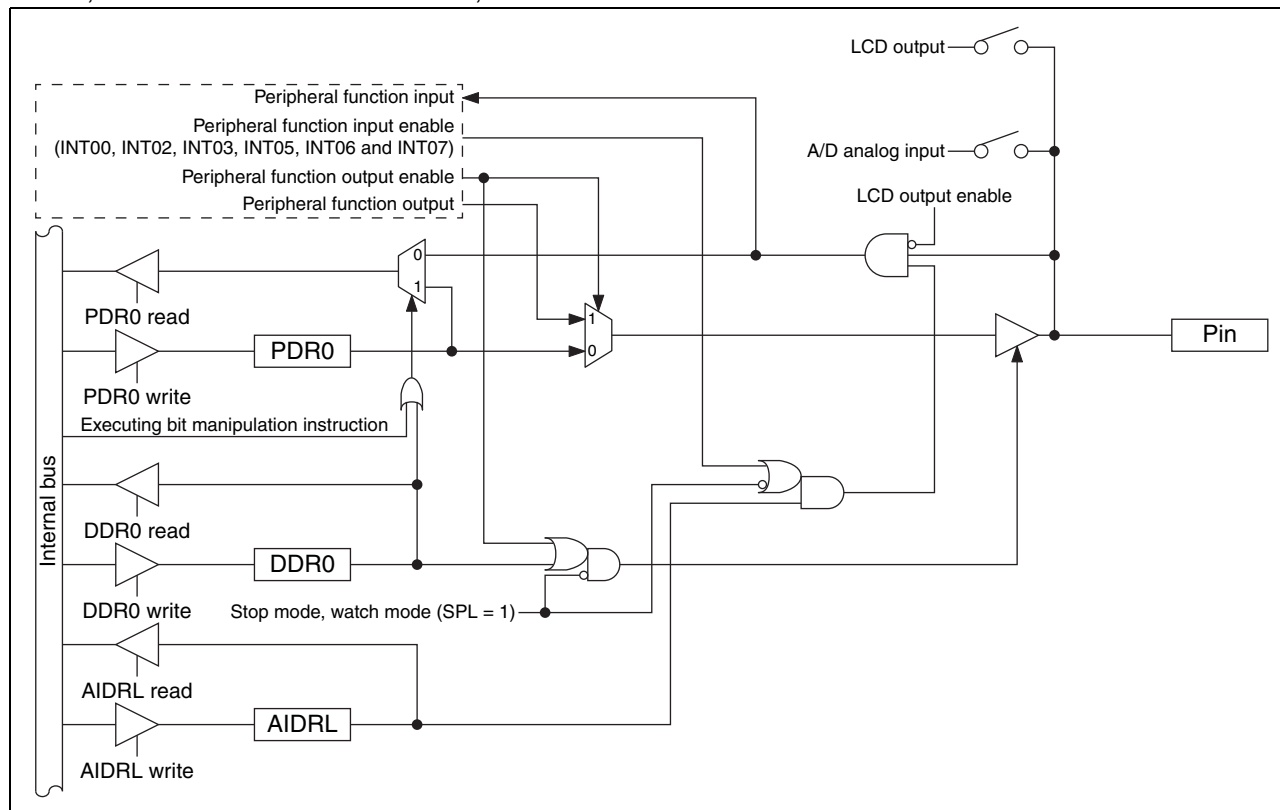 LCD output
Peripheral function input
Peripheral function input enable
(INT00, INT02, INT03, INT05, INT06 and INT07)
A/D analog input
Peripheral function output enable
Peripheral function output
LCD output enable
0
1
PDR0 read
1
0
PDR0
Pin
PDR0 write
Executing bit manipulation instruction
Internal bus
DDR0 read
DDR0
DDR0 write
Stop mode, watch mode (SPL = 1)
AIDRL read
AIDRL
AIDRL write